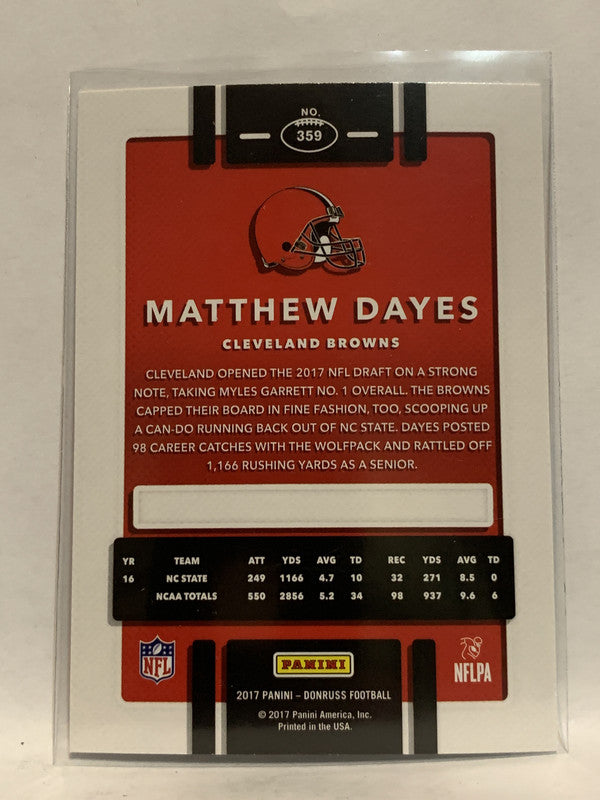 NO.
359
MATTHEW DAYES
CLEVELAND BROWNS
CLEVELAND OPENED THE 2017 NFL DRAFT ON A STRONG
NOTE, TAKING MYLES GARRETT NO. 1 OVERALL. THE BROWNS
CAPPED THEIR BOARD IN FINE FASHION, TOO, SCOOPING UP
A CAN-DO RUNNING BACK OUT OF NC STATE. DAYES POSTED
98 CAREER CATCHES WITH THE WOLFPACK AND RATTLED OFF
1,166 RUSHING YARDS AS A SENIOR.
YR TEAM ATT YDS AVG TD REC YDS AVG TD
16 NC STATE 249 1166 4.7 10 32 271 8.5 0
NCAA TOTALS 550 2856 5.2 34 98 937 9.6 6
NFL PANINI NFLPA
2017 PANINI – DONRUSS FOOTBALL
© 2017 Panini America, Inc.
Printed in the USA.